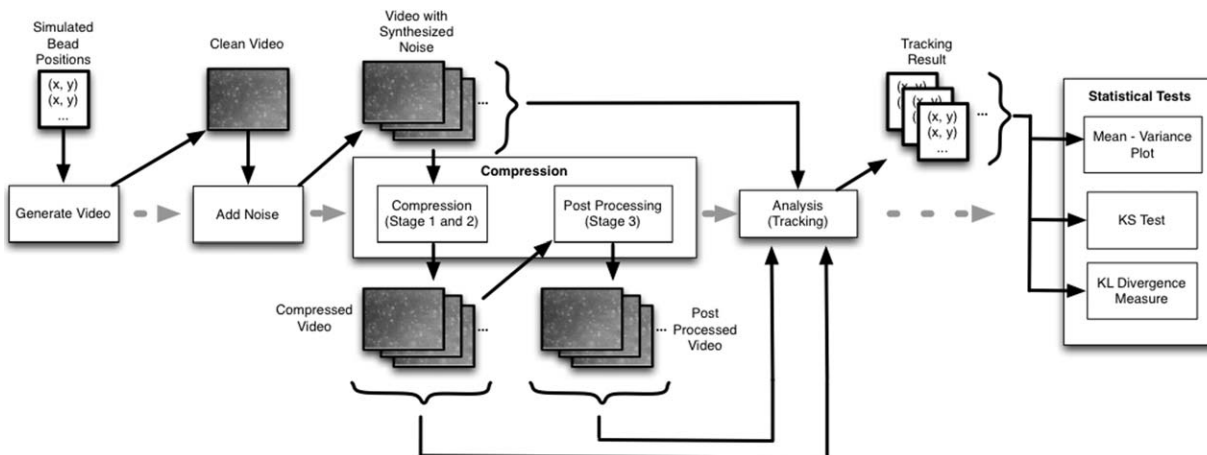 Simulated
Bead
Positions
(x, y)
(x, y)
...
Clean Video
Video with
Synthesized
Noise
...
Tracking
Result
(x, y)
(x, y)
(x, y)
(x, y)
...
...
Statistical Tests
Mean - Variance
Plot
KS Test
KL Divergence
Measure
Generate Video
Add Noise
Compression
Compression
(Stage 1 and 2)
Post Processing
(Stage 3)
Analysis
(Tracking)
Compressed
Video
...
...
Post
Processed
Video